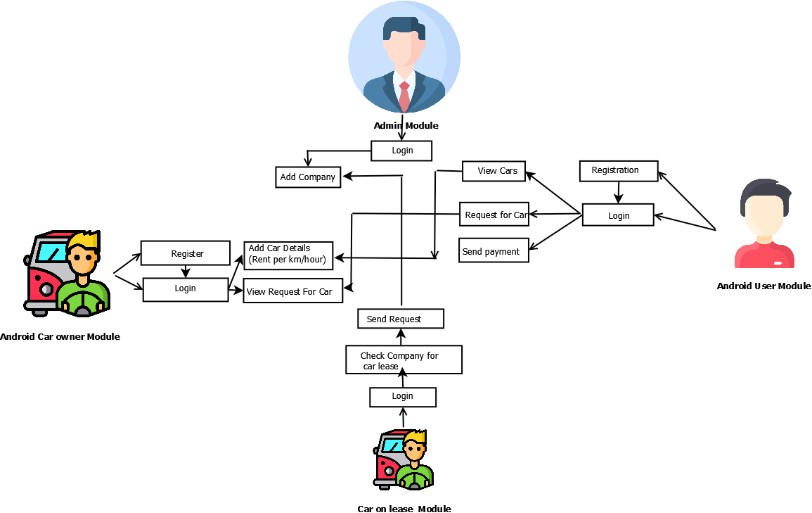 Admin Module
Login
Add Company
View Cars
Registration
Request for Car
Login
Send payment
Android User Module
Register
Add Car Details
(Rent per km/hour)
Login
View Request For Car
Android Car owner Module
Send Request
Check Company for
car lease
Login
Car on lease Module